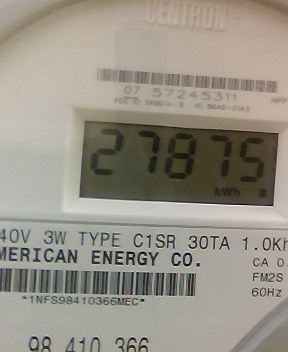 CENTRON®
07 57245311
27875
kWh
40V 3W TYPE C1SR 30TA 1.0Kh
MERICAN ENERGY CO.
CA 0.
FM2S
60Hz
*1NFS98410366MEC*
98 410 366